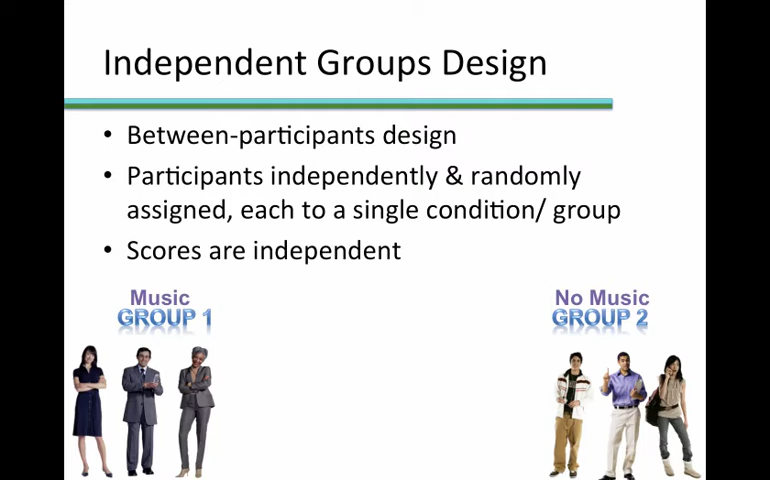 Independent Groups Design
• Between-participants design
• Participants independently & randomly
assigned, each to a single condition/ group
• Scores are independent
Music
GROUP 1
No Music
GROUP 2